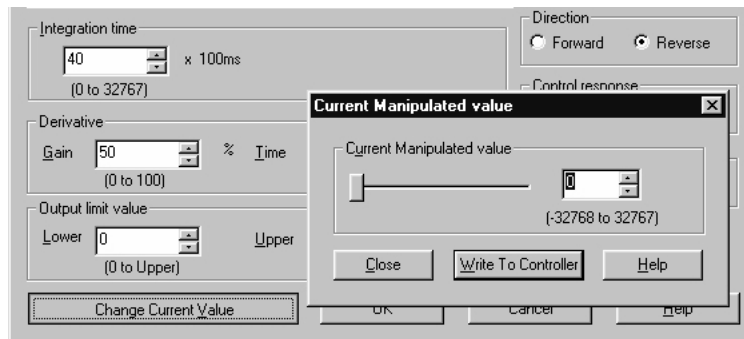 Integration time
40 x 100ms
(0 to 32767)
Direction
Forward Reverse
Control response
Derivative
Gain 50 % Time
(0 to 100)
Output limit value
Lower 0 Upper
(0 to Upper)
Change Current Value OK Cancel Help
Current Manipulated value
Current Manipulated value
0
(-32768 to 32767)
Close Write To Controller Help